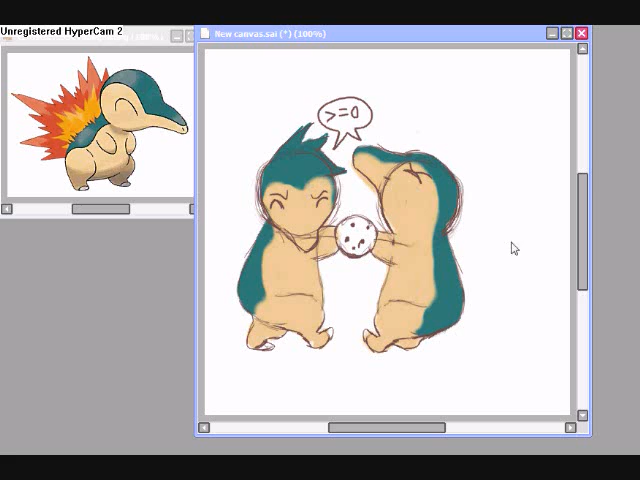 Unregistered HyperCam 2
New canvas.sai (*) (100%)
>=0